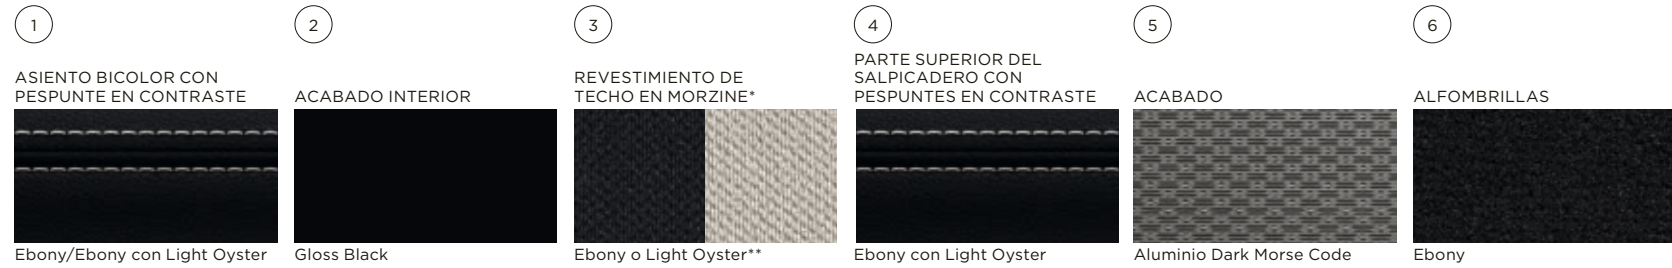 1
ASIENTO BICOLOR CON
PESPUNTE EN CONTRASTE
Ebony/Ebony con Light Oyster
2
ACABADO INTERIOR
Gloss Black
3
REVESTIMIENTO DE
TECHO EN MORZINE*
Ebony o Light Oyster**
4
PARTE SUPERIOR DEL
SALPICADERO CON
PESPUNTES EN CONTRASTE
Ebony con Light Oyster
5
ACABADO
Aluminio Dark Morse Code
6
ALFOMBRILLAS
Ebony